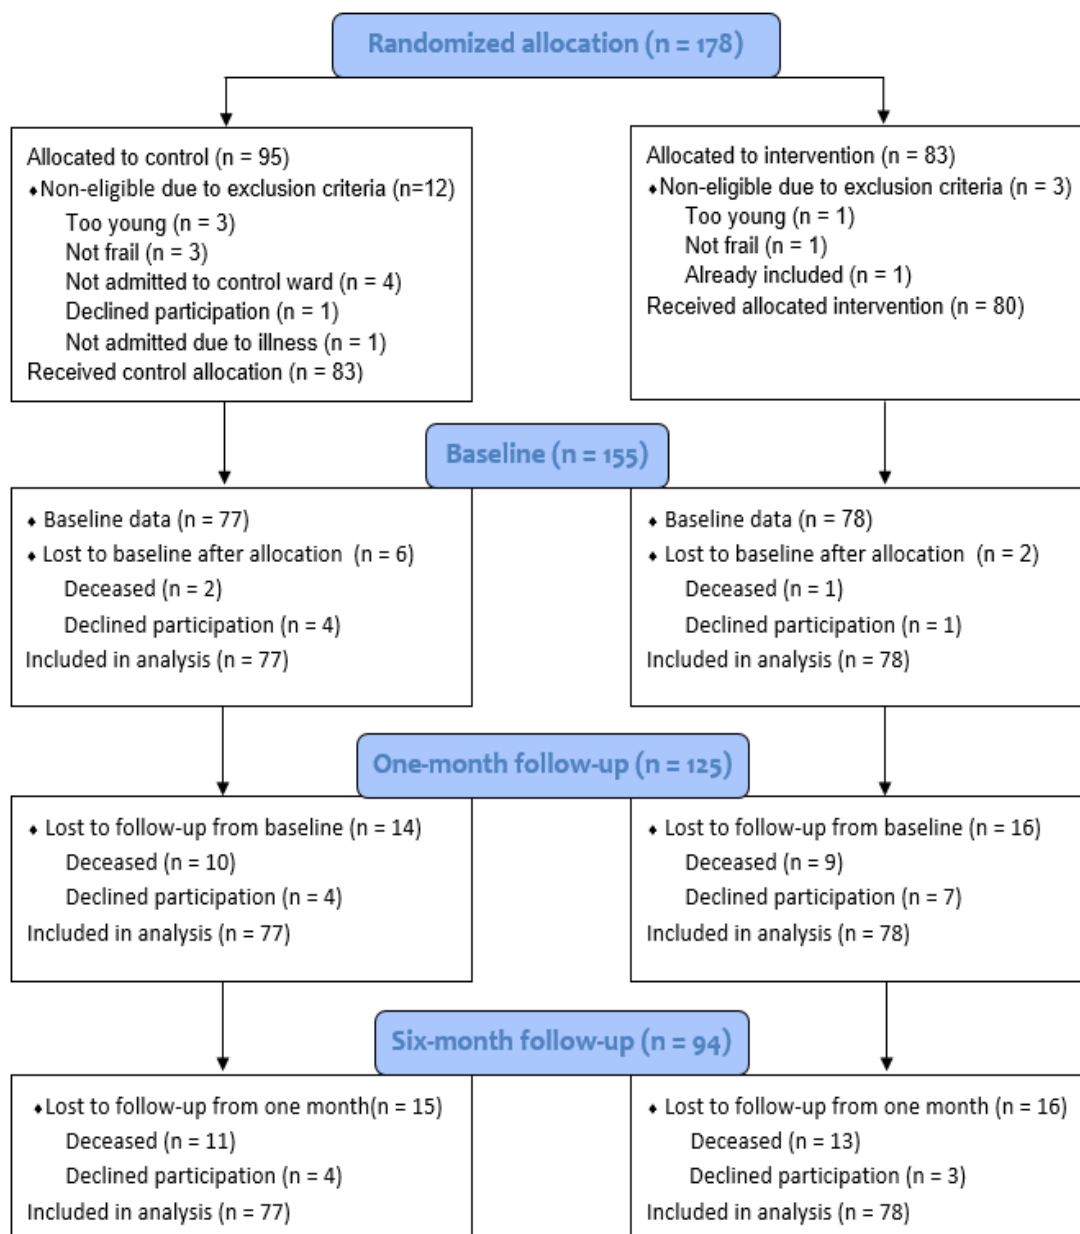 Randomized allocation (n = 178)
Allocated to control (n = 95)
⬧Non-eligible due to exclusion criteria (n=12)
Too young (n = 3)
Not frail (n = 3)
Not admitted to control ward (n = 4)
Declined participation (n = 1)
Not admitted due to illness (n = 1)
Received control allocation (n = 83)
Allocated to intervention (n = 83)
⬧Non-eligible due to exclusion criteria (n = 3)
Too young (n = 1)
Not frail (n = 1)
Already included (n = 1)
Received allocated intervention (n = 80)
Baseline (n = 155)
⬧ Baseline data (n = 77)
⬧ Lost to baseline after allocation (n = 6)
Deceased (n = 2)
Declined participation (n = 4)
Included in analysis (n = 77)
⬧ Baseline data (n = 78)
⬧ Lost to baseline after allocation (n = 2)
Deceased (n = 1)
Declined participation (n = 1)
Included in analysis (n = 78)
One-month follow-up (n = 125)
⬧ Lost to follow-up from baseline (n = 14)
Deceased (n = 10)
Declined participation (n = 4)
Included in analysis (n = 77)
⬧ Lost to follow-up from baseline (n = 16)
Deceased (n = 9)
Declined participation (n = 7)
Included in analysis (n = 78)
Six-month follow-up (n = 94)
⬧Lost to follow-up from one month(n = 15)
Deceased (n = 11)
Declined participation (n = 4)
Included in analysis (n = 77)
⬧ Lost to follow-up from one month (n = 16)
Deceased (n = 13)
Declined participation (n = 3)
Included in analysis (n = 78)